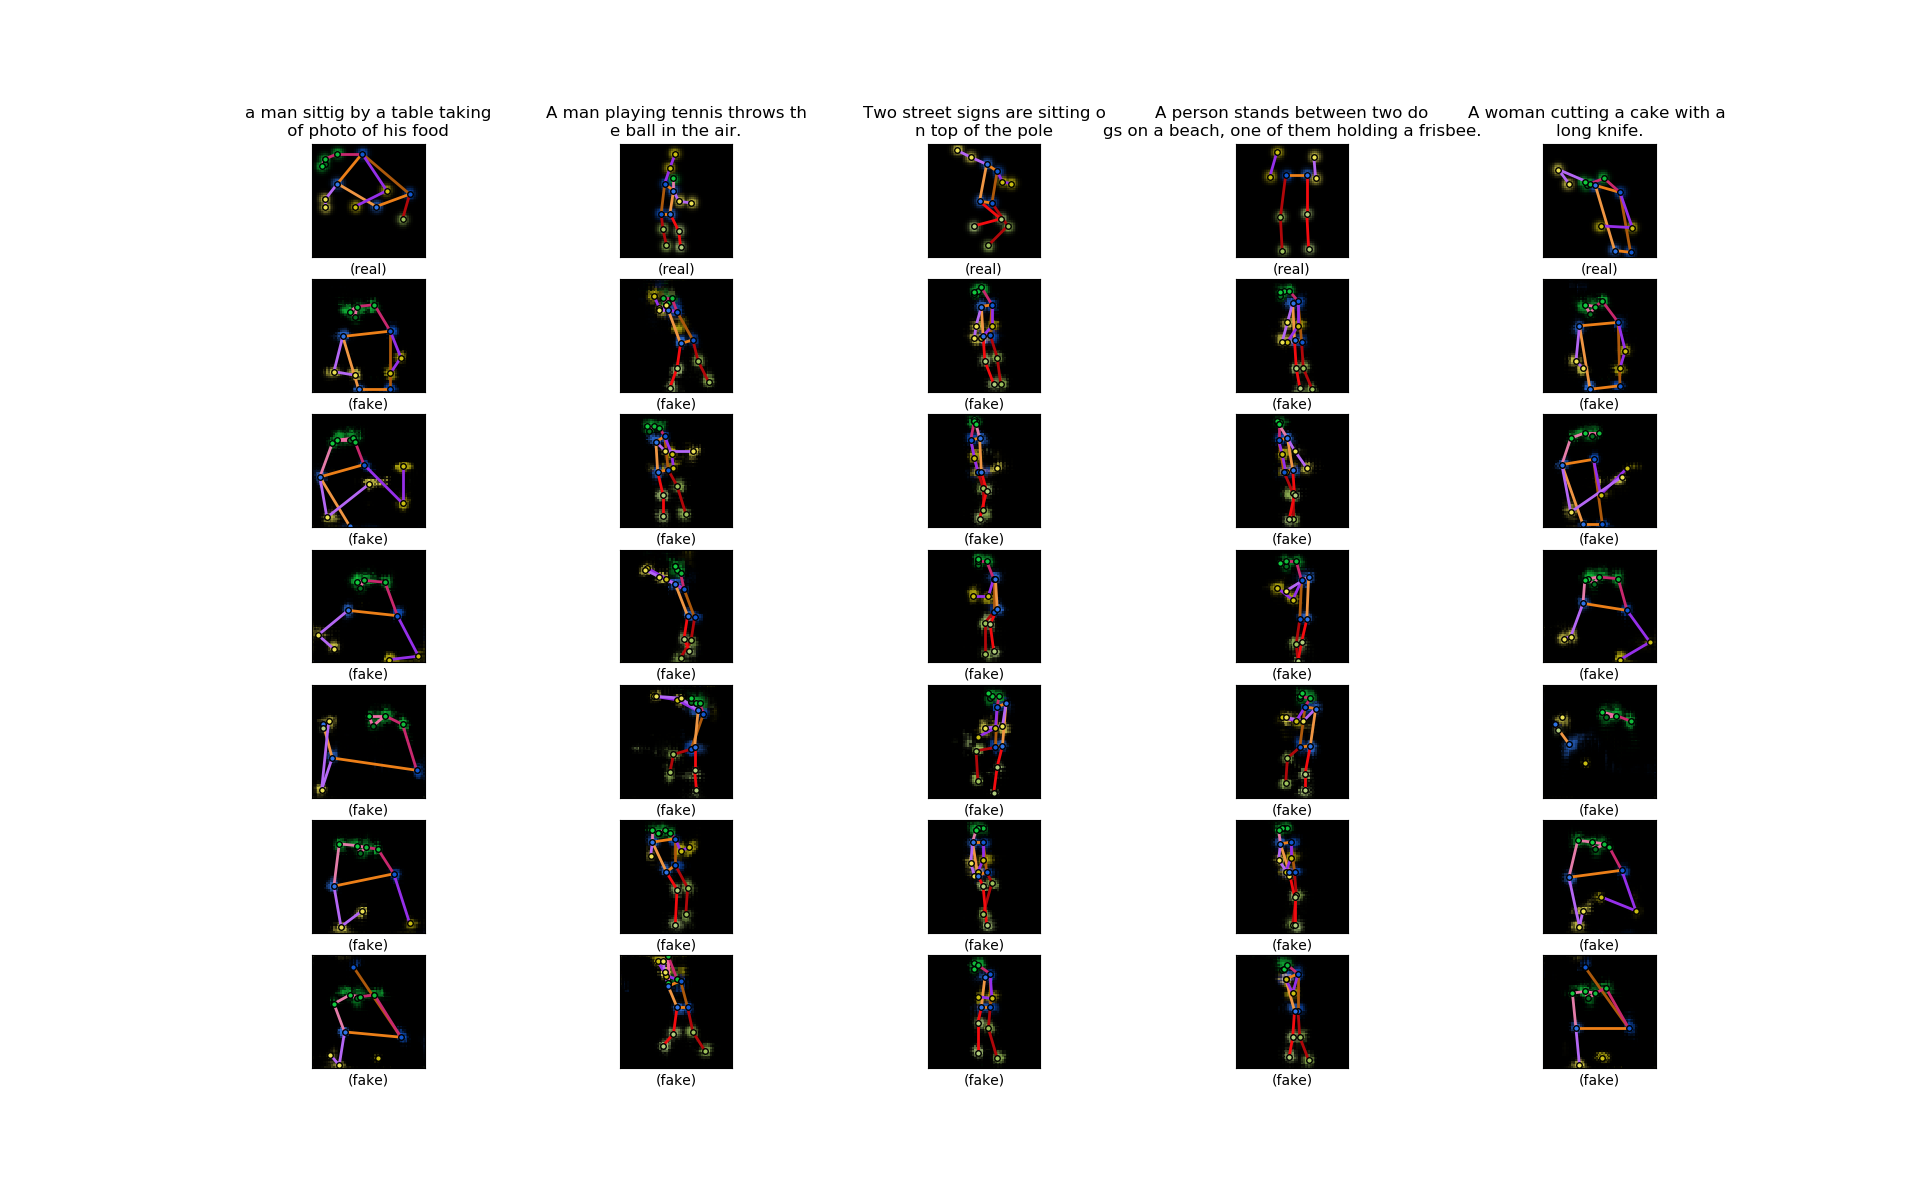 a man sittig by a table taking
of photo of his food
A man playing tennis throws th
e ball in the air.
Two street signs are sitting o
n top of the pole
A person stands between two do
gs on a beach, one of them holding a frisbee.
A woman cutting a cake with a
long knife.
(real) (real) (real) (real) (real)
(fake) (fake) (fake) (fake) (fake)
(fake) (fake) (fake) (fake) (fake)
(fake) (fake) (fake) (fake) (fake)
(fake) (fake) (fake) (fake) (fake)
(fake) (fake) (fake) (fake) (fake)
(fake) (fake) (fake) (fake) (fake)